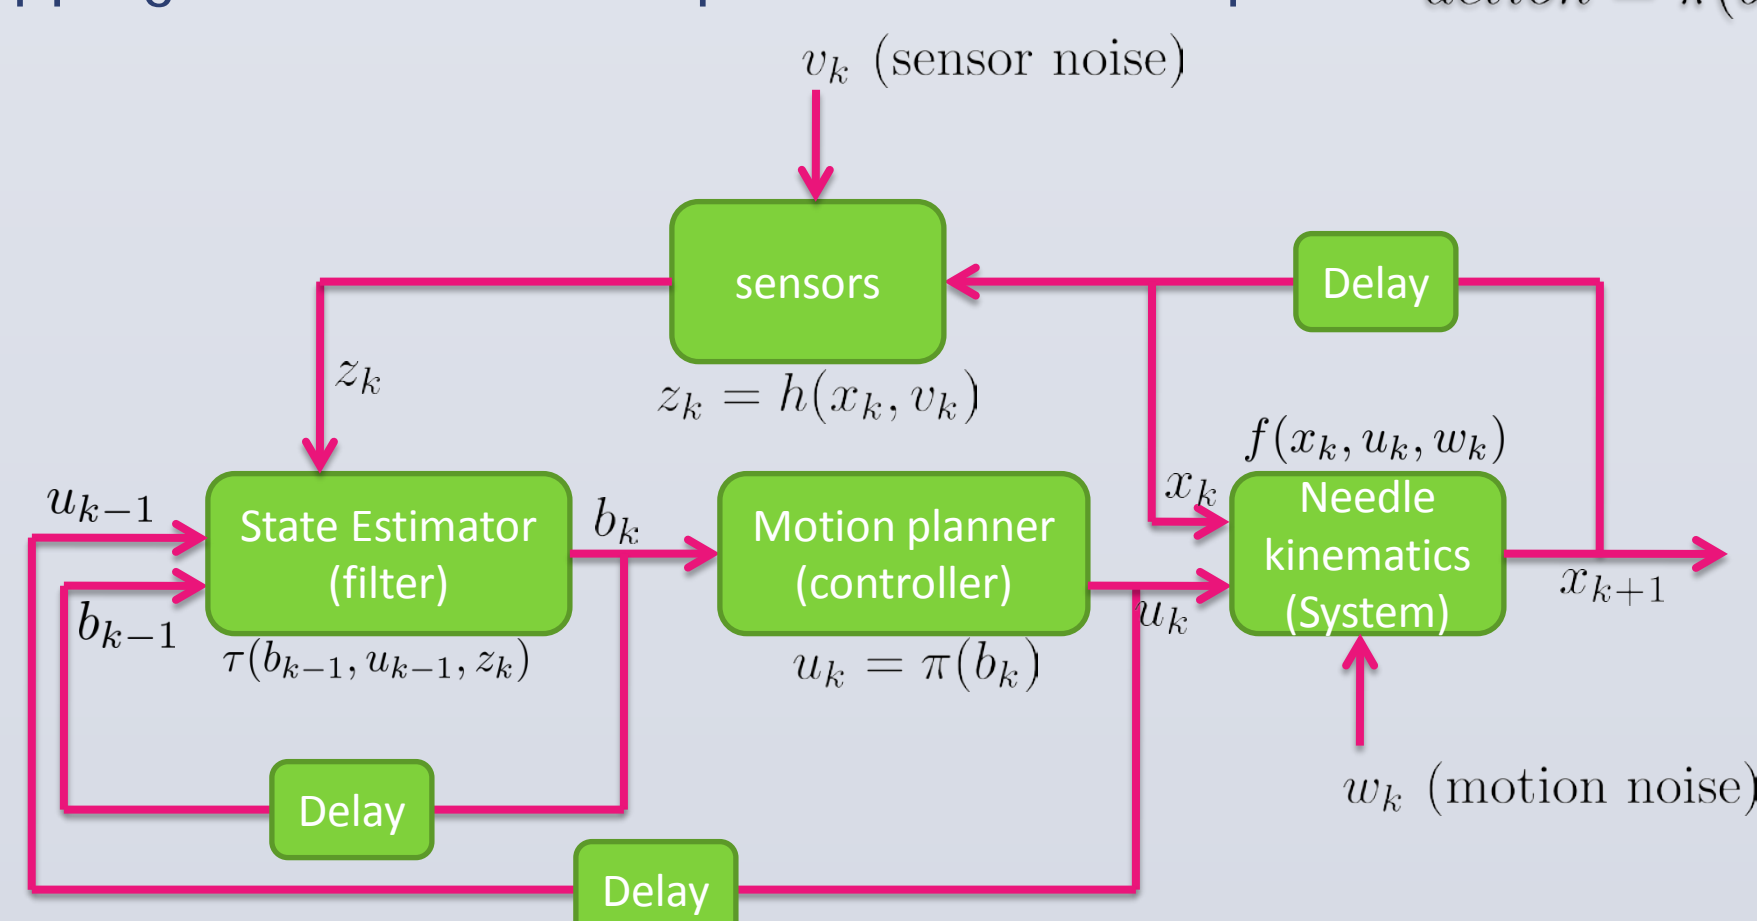 v_k (sensor noise)
sensors
Delay
z_k
z_k = h(x_k, v_k)
f(x_k, u_k, w_k)
u_{k−1}
State Estimator
(filter)
b_k
Motion planner
(controller)
x_k
Needle
kinematics
(System)
b_{k−1}
u_k
x_{k+1}
τ(b_{k−1}, u_{k−1}, z_k)
u_k = π(b_k)
w_k (motion noise)
Delay
Delay